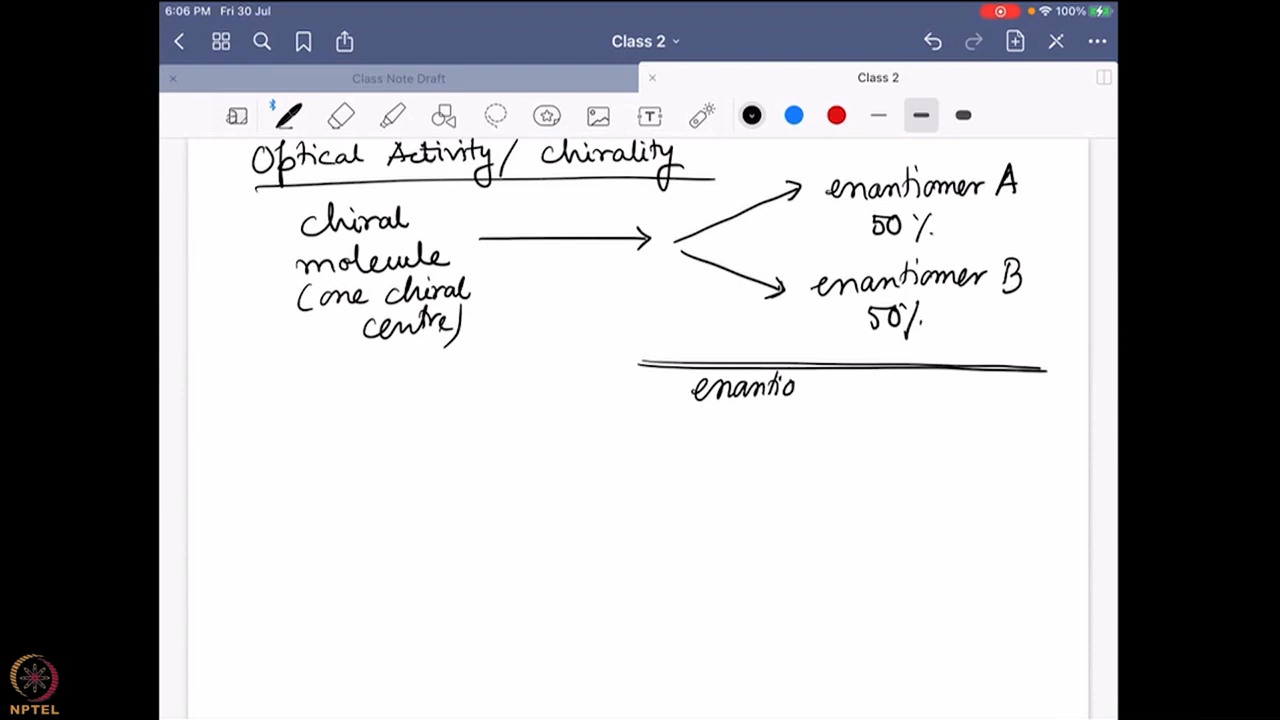 6:06 PM Fri 30 Jul
100%
Class 2
Class Note Draft
Class 2
Optical Activity / Chirality
chiral
molecule
(one chiral
centre)
enantiomer A
50 %.
enantiomer B
50%.
enantio
NPTEL